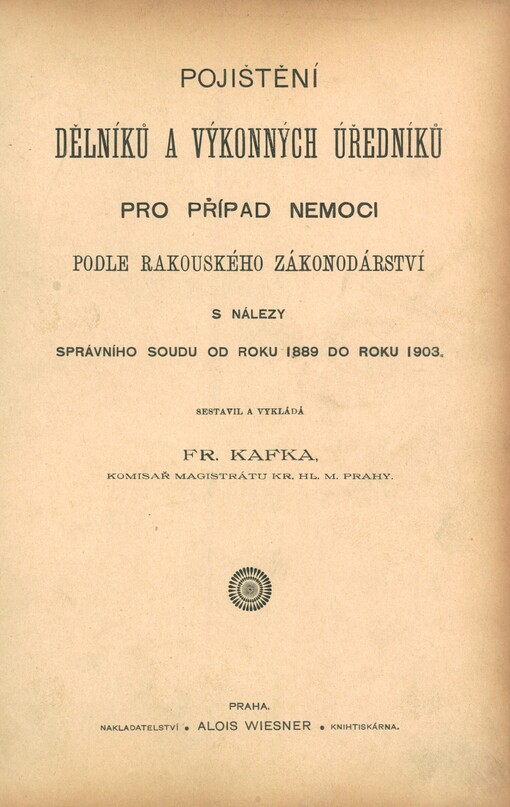 POJIŠTĚNÍ
DĚLNÍKŮ A VÝKONNÝCH ÚŘEDNÍKŮ
PRO PŘÍPAD NEMOCI
PODLE RAKOUSKÉHO ZÁKONODÁRSTVÍ
S NÁLEZY
SPRÁVNÍHO SOUDU OD ROKU 1889 DO ROKU 1903.
SESTAVIL A VYKLÁDÁ
FR. KAFKA,
KOMISAŘ MAGISTRÁTU KR. HL. M. PRAHY.
PRAHA.
NAKLADATELSTVÍ • ALOIS WIESNER • KNIHTISKÁRNA.